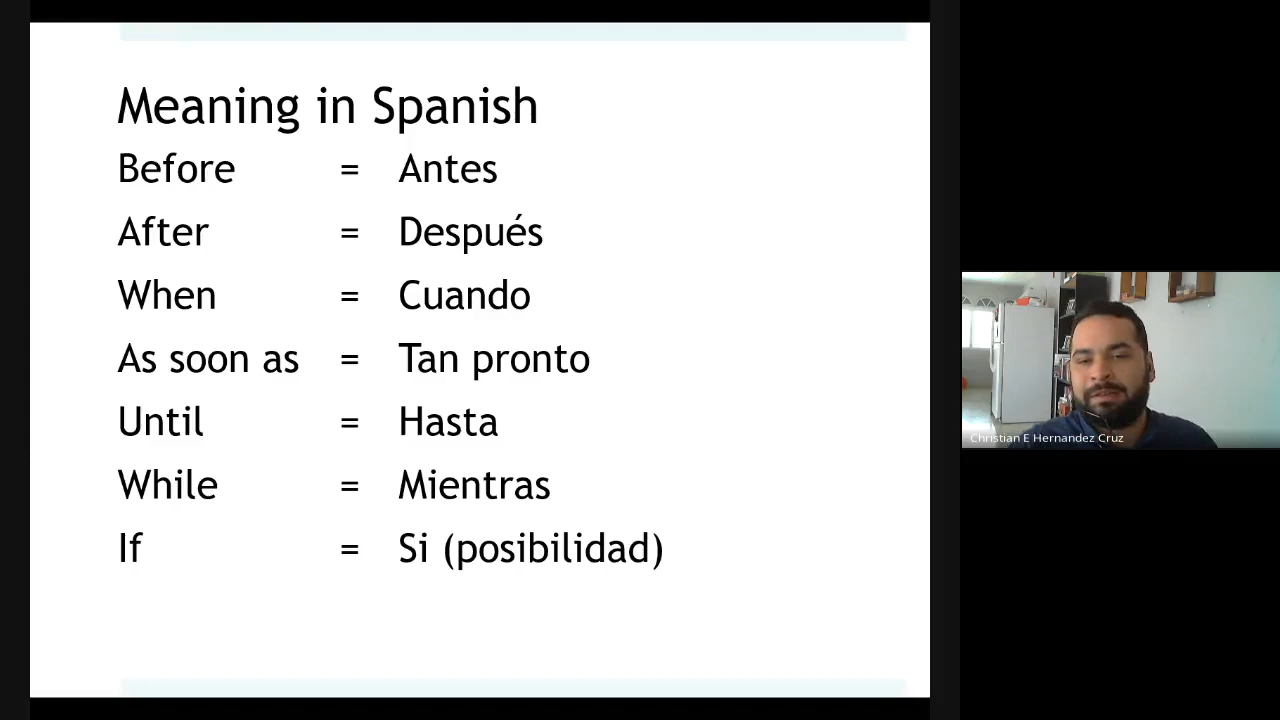 Meaning in Spanish
Before = Antes
After = Después
When = Cuando
As soon as = Tan pronto
Until = Hasta
While = Mientras
If = Si (posibilidad)
Christian E Hernandez Cruz